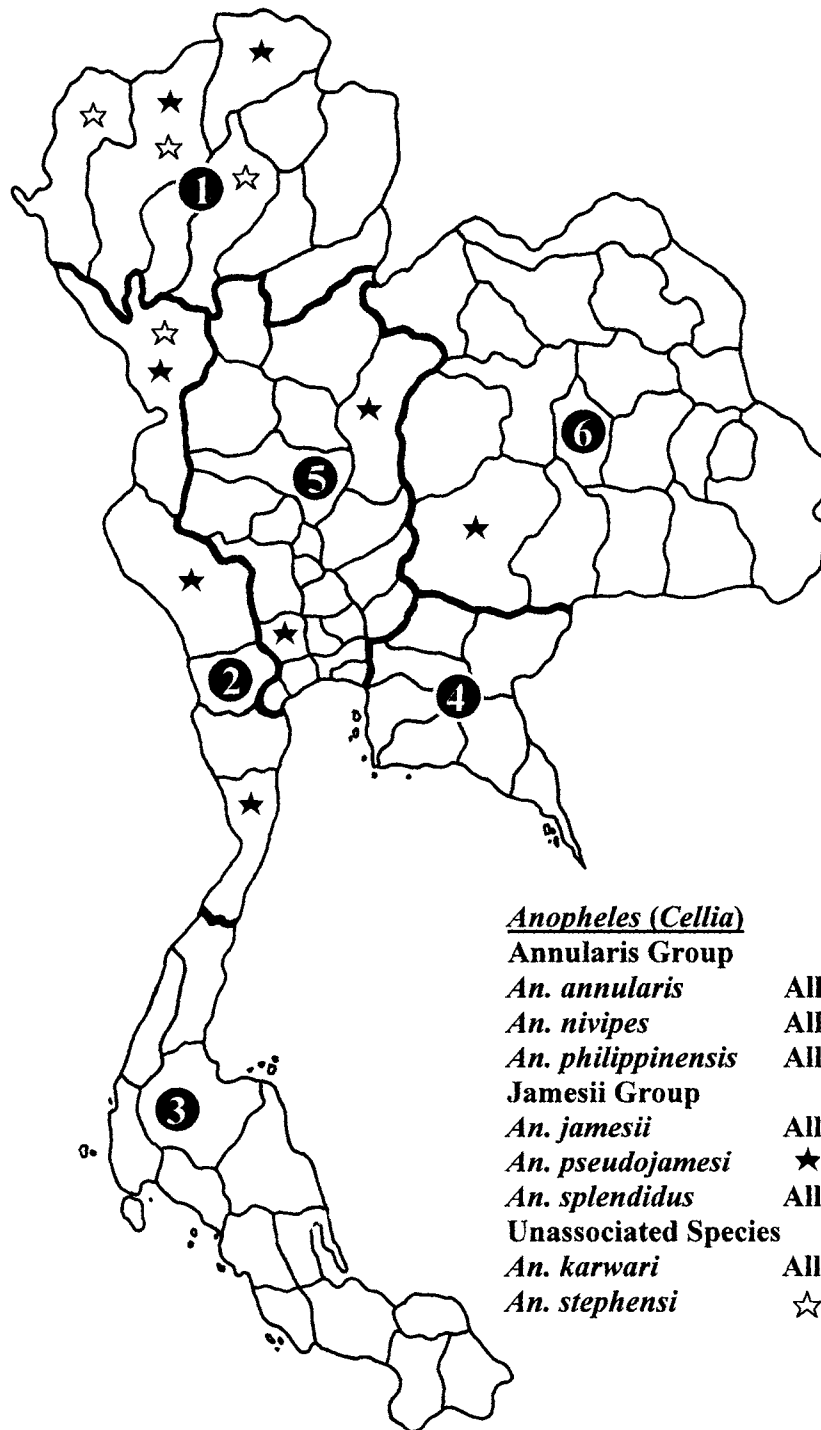 1
6
5
2
4
3
Anopheles (Cellia)
Annularis Group
An. annularis All
An. nivipes All
An. philippinensis All
Jamesii Group
An. jamesii All
An. pseudojamesi ★
An. splendidus All
Unassociated Species
An. karwari All
An. stephensi ☆